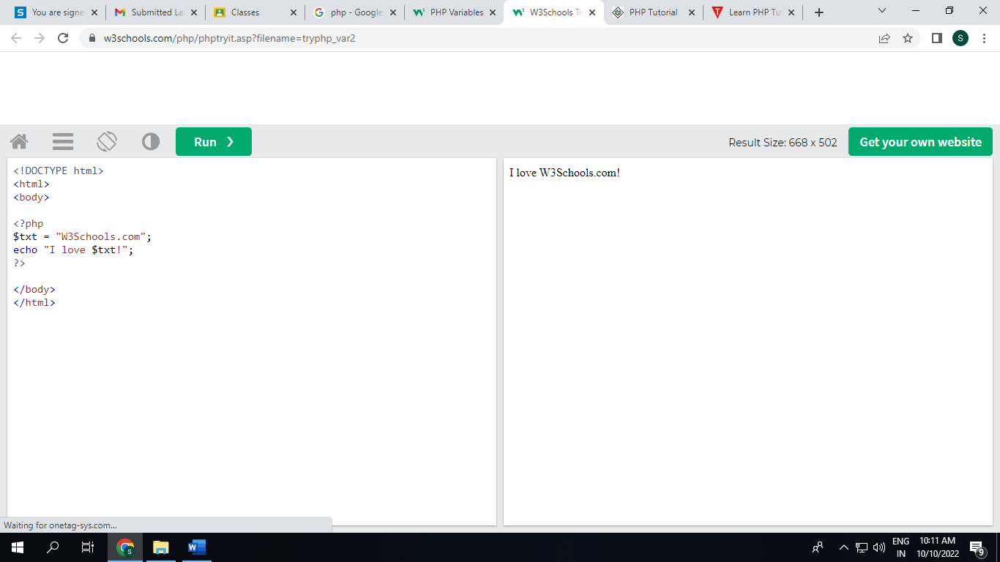 You are signe
Submitted La
Classes
php - Google
PHP Variables
W3Schools Tr
PHP Tutorial
Learn PHP Tu
w3schools.com/php/phptryit.asp?filename=tryphp_var2
S
Run ❯
Result Size: 668 x 502
Get your own website
<!DOCTYPE html>
<html>
<body>
<?php
$txt = "W3Schools.com";
echo "I love $txt!";
?>
</body>
</html>
I love W3Schools.com!
Waiting for onetag-sys.com...
ENG
IN
10:11 AM
10/10/2022
9